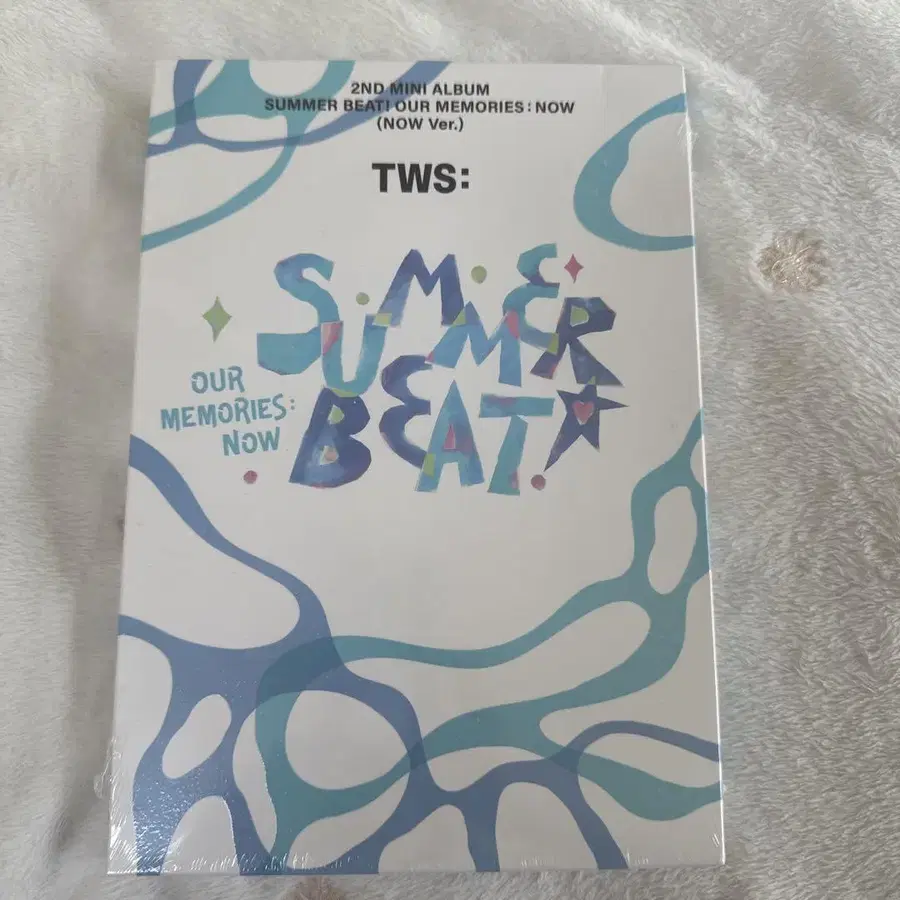 2ND MINI ALBUM
SUMMER BEAT! OUR MEMORIES : NOW
(NOW Ver.)
TWS:
SUMMER
BEAT
OUR
MEMORIES:
NOW